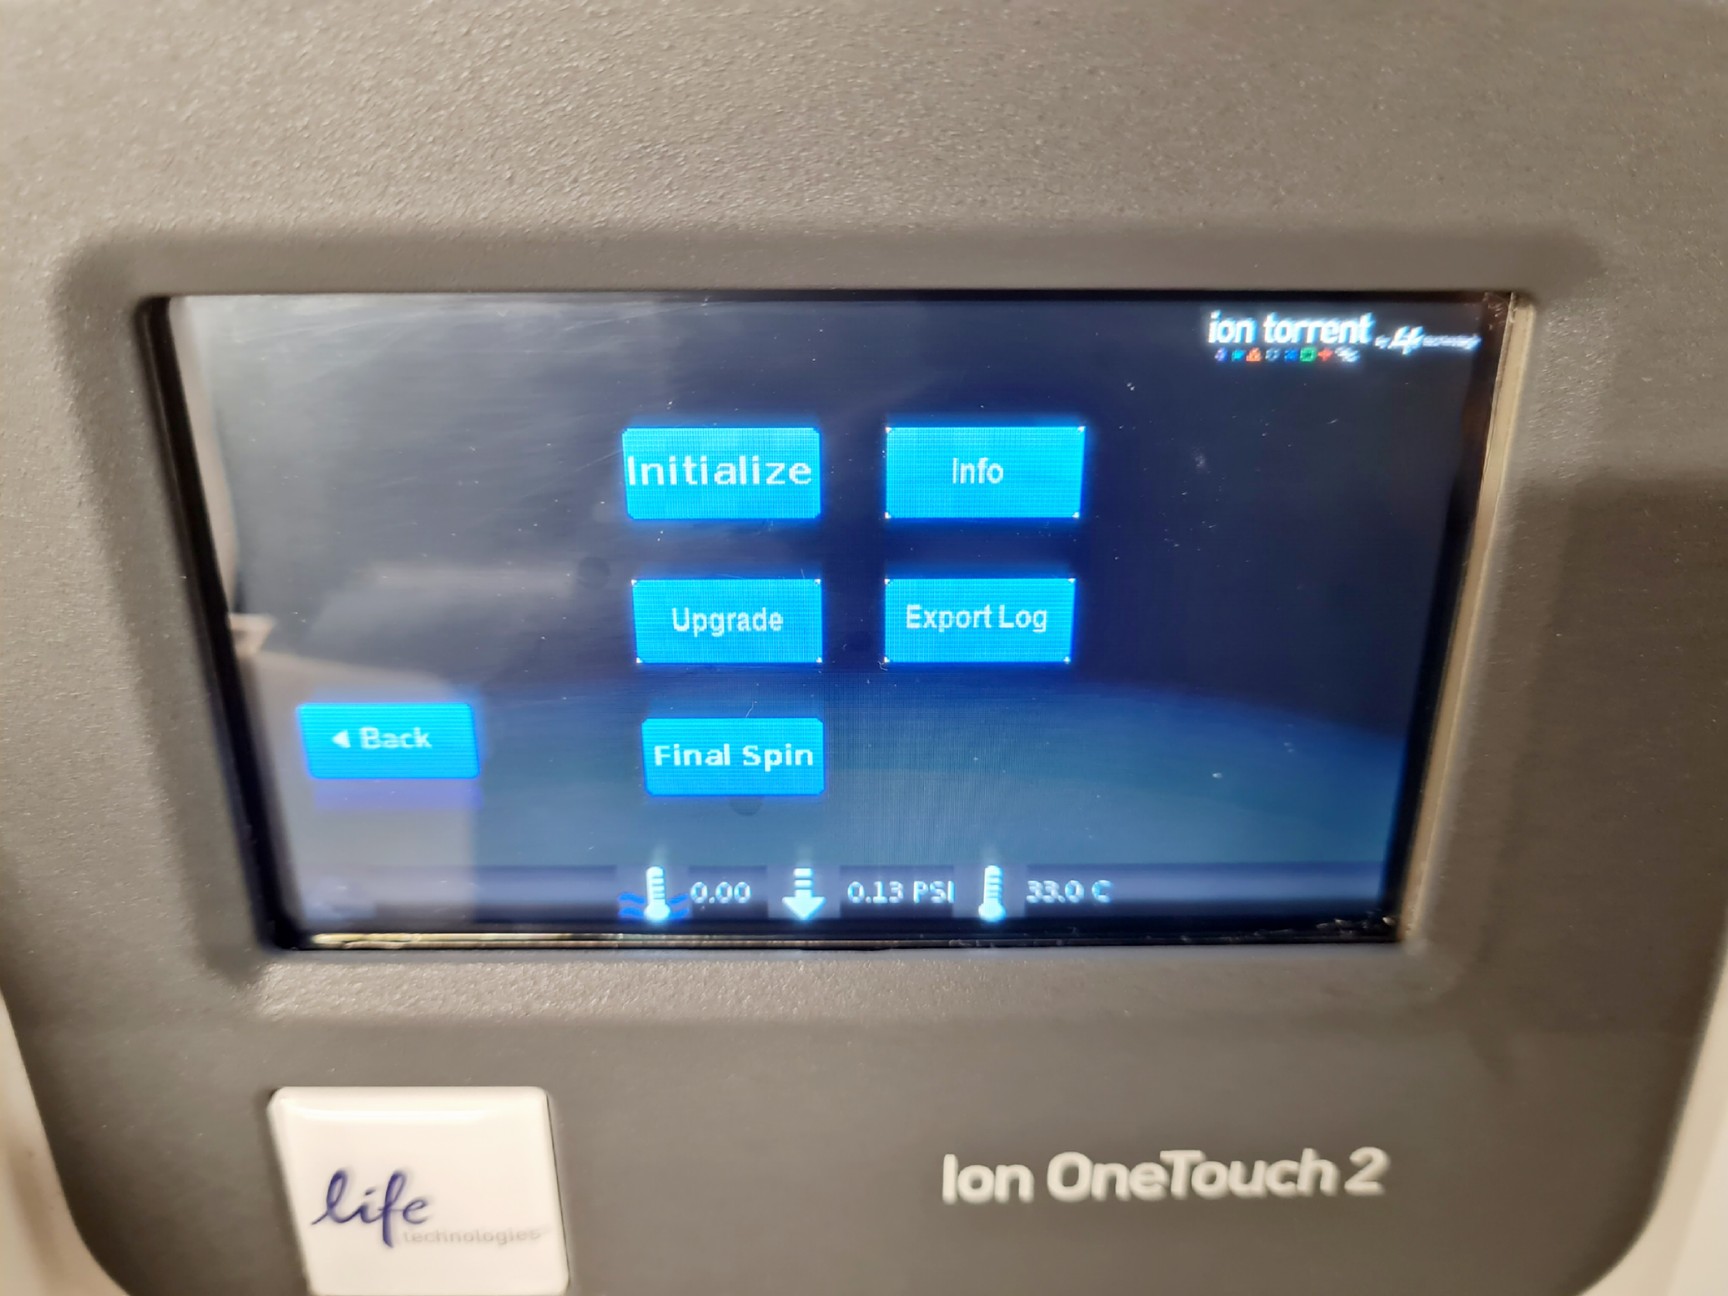 ion torrent
Initialize
Info
Upgrade
Export Log
Back
Final Spin
0.00
0.13 PSI
33.0 C
life
technologies
Ion OneTouch 2